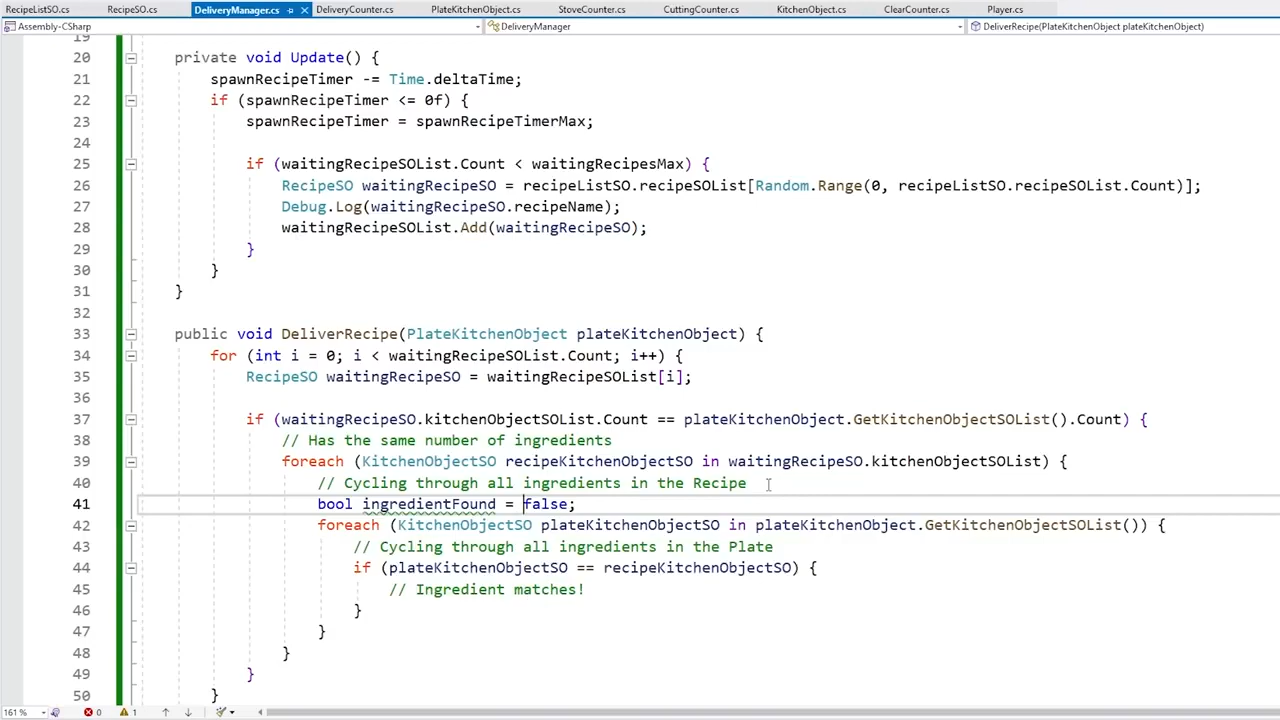 RecipeListSO.cs RecipeSO.cs DeliveryManager.cs DeliveryCounter.cs PlateKitchenObject.cs StoveCounter.cs CuttingCounter.cs KitchenObject.cs ClearCounter.cs Player.cs
Assembly-CSharp DeliveryManager DeliverRecipe(PlateKitchenObject plateKitchenObject)
19
20 private void Update() {
21 spawnRecipeTimer -= Time.deltaTime;
22 if (spawnRecipeTimer <= 0f) {
23 spawnRecipeTimer = spawnRecipeTimerMax;
24
25 if (waitingRecipeSOList.Count < waitingRecipesMax) {
26 RecipeSO waitingRecipeSO = recipeListSO.recipeSOList[Random.Range(0, recipeListSO.recipeSOList.Count)];
27 Debug.Log(waitingRecipeSO.recipeName);
28 waitingRecipeSOList.Add(waitingRecipeSO);
29 }
30 }
31 }
32
33 public void DeliverRecipe(PlateKitchenObject plateKitchenObject) {
34 for (int i = 0; i < waitingRecipeSOList.Count; i++) {
35 RecipeSO waitingRecipeSO = waitingRecipeSOList[i];
36
37 if (waitingRecipeSO.kitchenObjectSOList.Count == plateKitchenObject.GetKitchenObjectSOList().Count) {
38 // Has the same number of ingredients
39 foreach (KitchenObjectSO recipeKitchenObjectSO in waitingRecipeSO.kitchenObjectSOList) {
40 // Cycling through all ingredients in the Recipe
41 bool ingredientFound = false;
42 foreach (KitchenObjectSO plateKitchenObjectSO in plateKitchenObject.GetKitchenObjectSOList()) {
43 // Cycling through all ingredients in the Plate
44 if (plateKitchenObjectSO == recipeKitchenObjectSO) {
45 // Ingredient matches!
46 }
47 }
48 }
49 }
50 }
161 % 0 1